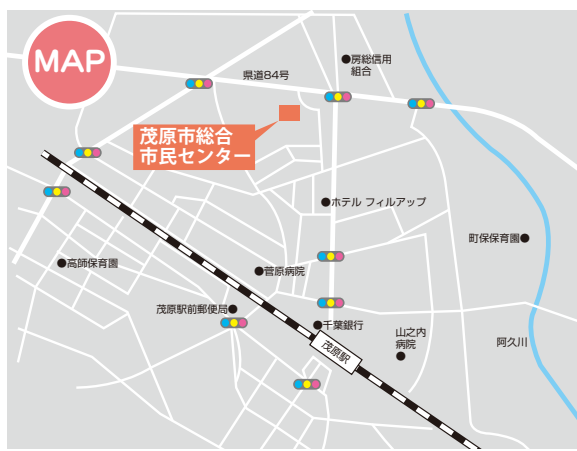 MAP
房総信用
組合
県道84号
茂原市総合
市民センター
ホテル フィルアップ
町保保育園
高師保育園
菅原病院
茂原駅前郵便局
千葉銀行
山之内
病院
阿久川
茂原駅